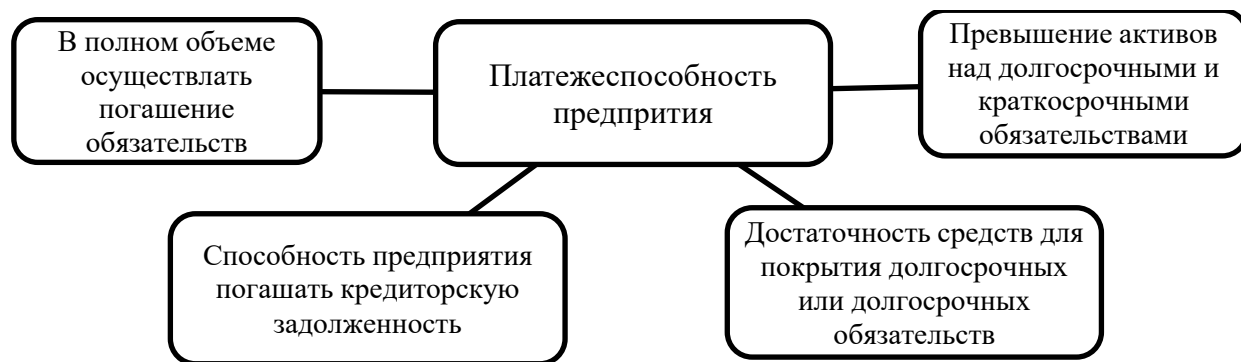 В полном объеме
осуществлать
погашение
обязательств
Платежеспособность
предпрития
Превышение активов
над долгосрочными и
краткосрочными
обязательствами
Способность предприятия
погашать кредиторскую
задолженность
Достаточность средств для
покрытия долгосрочных
или долгосрочных
обязательств